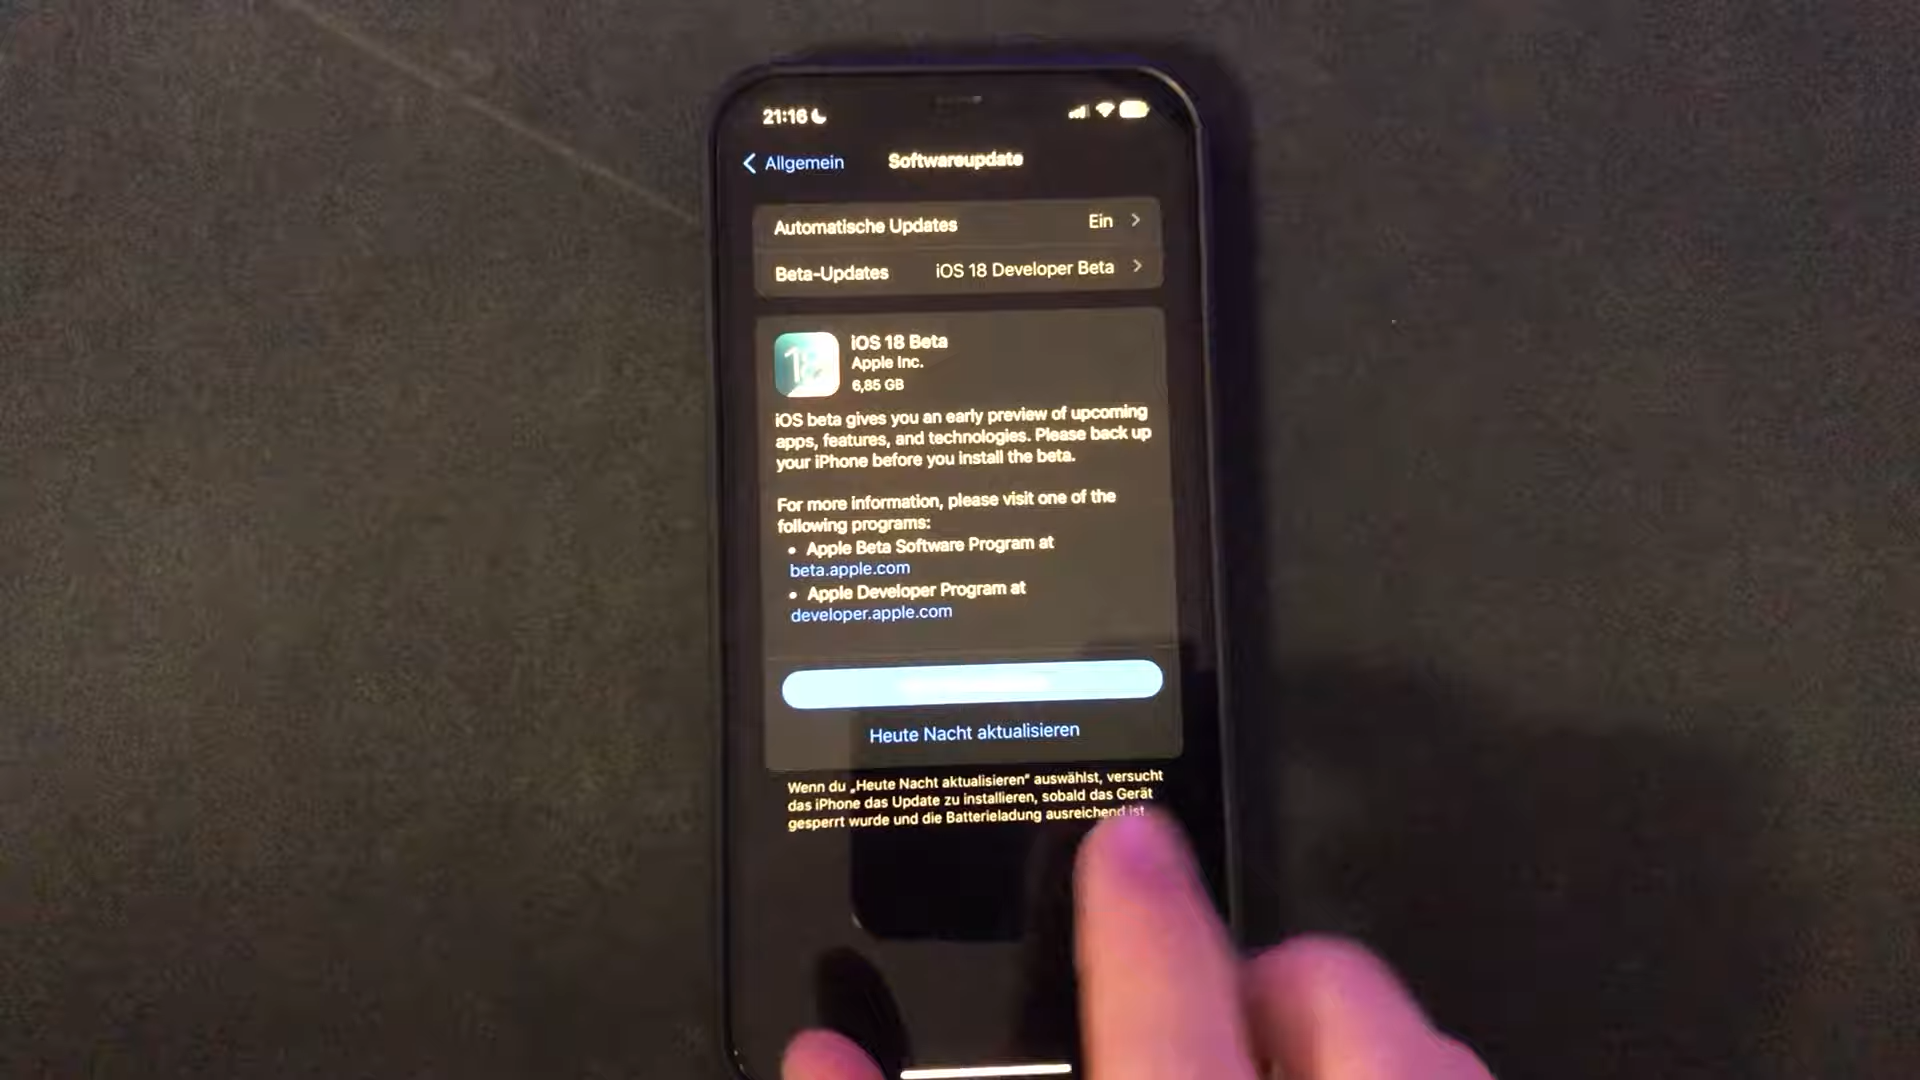 21:16
Allgemein
Softwareupdate
Automatische Updates Ein
Beta-Updates iOS 18 Developer Beta
18
iOS 18 Beta
Apple Inc.
6,85 GB
iOS beta gives you an early preview of upcoming
apps, features, and technologies. Please back up
your iPhone before you install the beta.
For more information, please visit one of the
following programs:
• Apple Beta Software Program at
beta.apple.com
• Apple Developer Program at
developer.apple.com
Heute Nacht aktualisieren
Wenn du „Heute Nacht aktualisieren“ auswählst, versucht
das iPhone das Update zu installieren, sobald das Gerät
gesperrt wurde und die Batterieladung ausreichend ist.